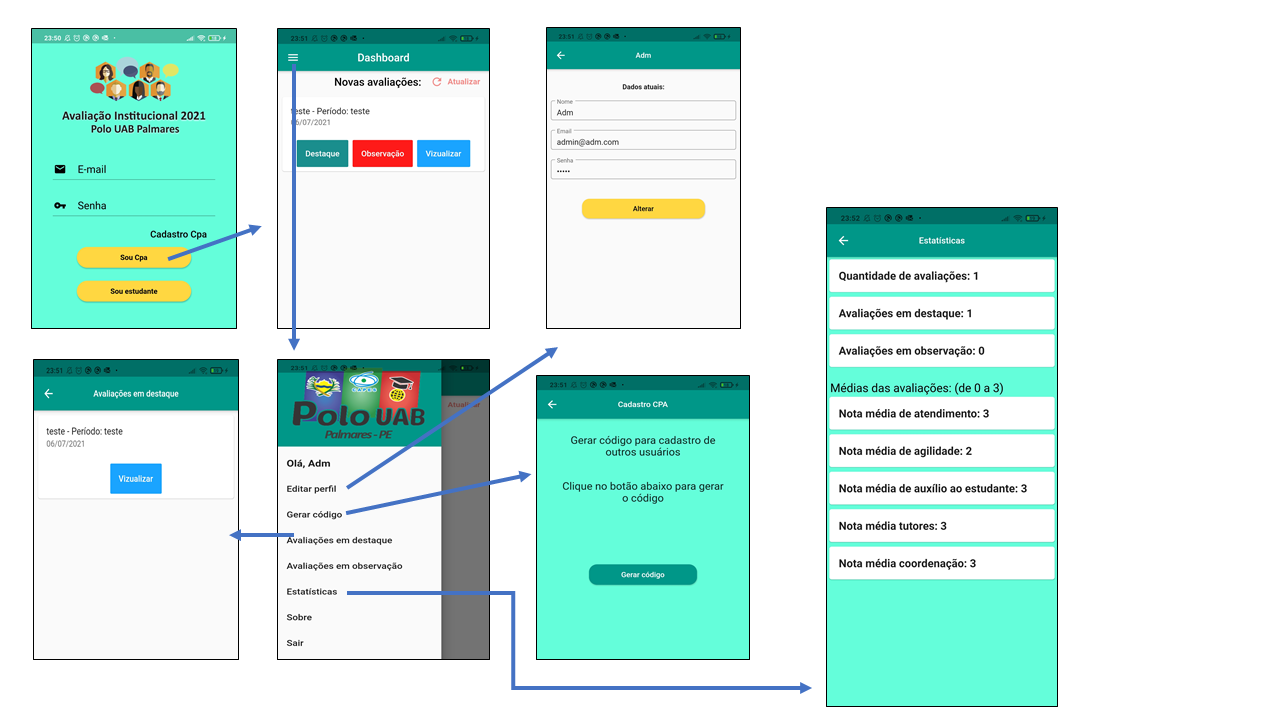 23:50
Avaliação Institucional 2021
Polo UAB Palmares
E-mail
Senha
Cadastro Cpa
Sou Cpa
Sou estudante
23:51
Dashboard
Novas avaliações:
Atualizar
teste - Período: teste
06/07/2021
Destaque
Observação
Vizualizar
23:51
Adm
Dados atuais:
Nome
Adm
Email
admin@adm.com
Senha
•••••
Alterar
23:51
Avaliações em destaque
teste - Período: teste
06/07/2021
Vizualizar
23:51
Polo UAB
Palmares - PE
Atualizar
Olá, Adm
Editar perfil
Gerar código
Avaliações em destaque
Avaliações em observação
Estatísticas
Sobre
Sair
23:51
Cadastro CPA
Gerar código para cadastro de
outros usuários
Clique no botão abaixo para gerar
o código
Gerar código
23:52
Estatísticas
Quantidade de avaliações: 1
Avaliações em destaque: 1
Avaliações em observação: 0
Médias das avaliações: (de 0 a 3)
Nota média de atendimento: 3
Nota média de agilidade: 2
Nota média de auxílio ao estudante: 3
Nota média tutores: 3
Nota média coordenação: 3